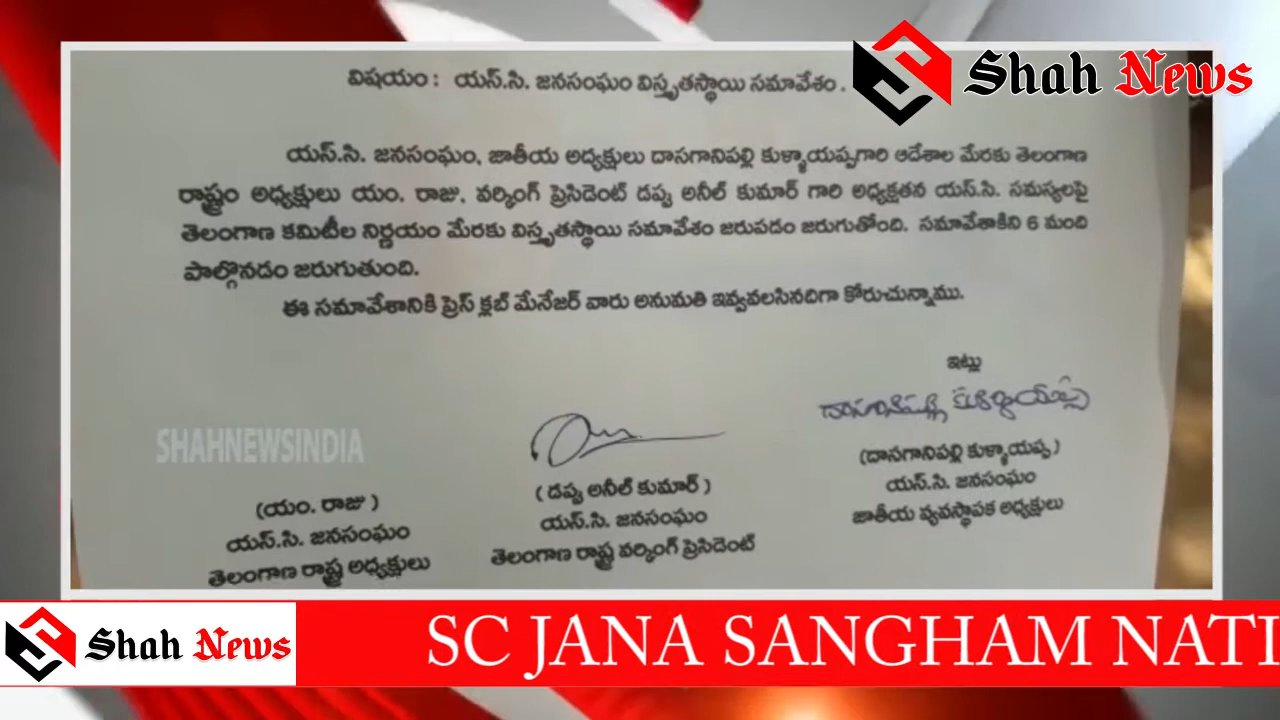 Shah News
విషయం : యస్.సి. జనసంఘం విస్తృతస్థాయి సమావేశం .
యస్.సి. జనసంఘం, జాతీయ అధ్యక్షులు దాసగానిపల్లి కుళ్ళాయప్పగారి ఆదేశాల మేరకు తెలంగాణ
రాష్ట్రం అధ్యక్షులు యం. రాజు, వర్కింగ్ ప్రెసిడెంట్ డప్పు అనీల్ కుమార్ గారి అధ్యక్షతన యస్.సి. సమస్యలపై
తెలంగాణ కమిటీల నిర్ణయం మేరకు విస్తృతస్థాయి సమావేశం జరుపడం జరుగుతోంది. సమావేశాకిని 6 మంది
పాల్గొనడం జరుగుతుంది.
ఈ సమావేశానికి ప్రెస్ క్లబ్ మేనేజర్ వారు అనుమతి ఇవ్వవలసినదిగా కోరుచున్నాము.
ఇట్లు
దాసగానిపల్లి కుళ్ళాయప్ప
SHAHNEWSINDIA
(దాసగానిపల్లి కుళ్ళాయప్ప)
యస్.సి. జనసంఘం
జాతీయ వ్యవస్థాపక అధ్యక్షులు
( డప్పు అనీల్ కుమార్ )
యస్.సి. జనసంఘం
తెలంగాణ రాష్ట్ర వర్కింగ్ ప్రెసిడెంట్
(యం. రాజు )
యస్.సి. జనసంఘం
తెలంగాణ రాష్ట్ర అధ్యక్షులు
Shah News
SC JANA SANGHAM NATI